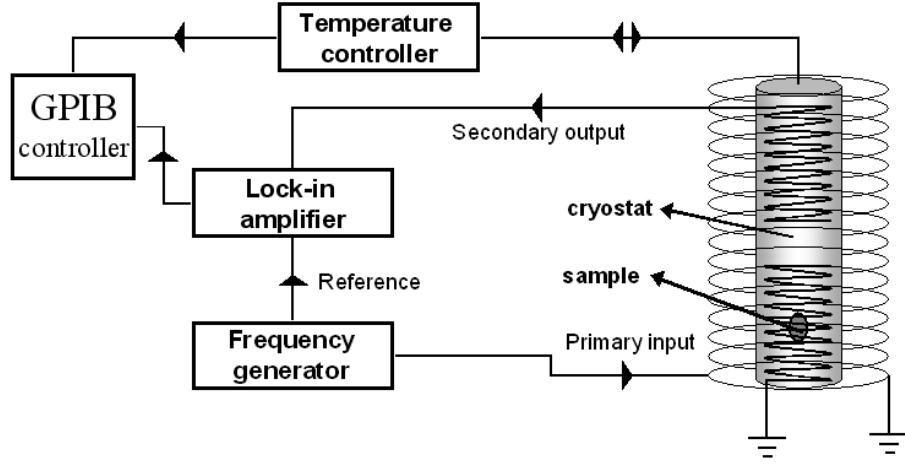 Temperature
controller
GPIB
controller
Secondary output
Lock-in
amplifier
cryostat
Reference
sample
Frequency
generator
Primary input